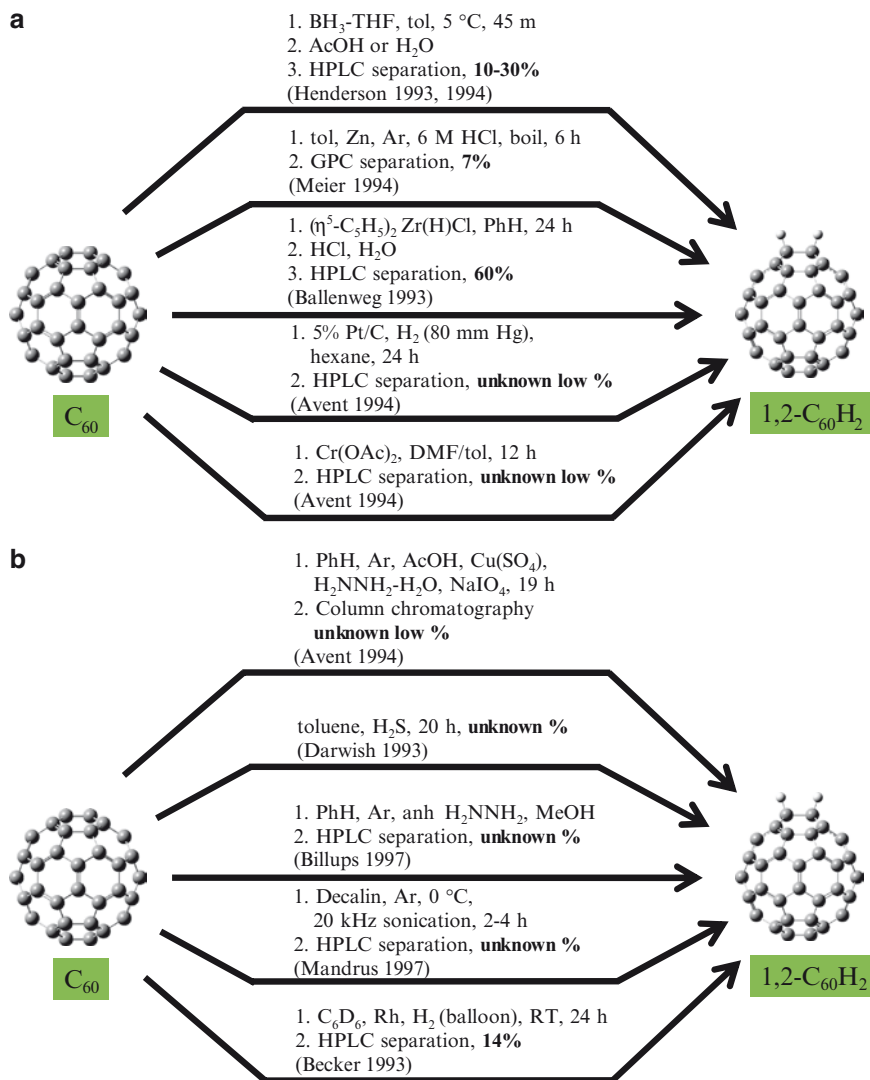 a
1. BH₃-THF, tol, 5 °C, 45 m
2. AcOH or H₂O
3. HPLC separation, 10-30%
(Henderson 1993, 1994)
1. tol, Zn, Ar, 6 M HCl, boil, 6 h
2. GPC separation, 7%
(Meier 1994)
1. (η⁵-C₅H₅)₂ Zr(H)Cl, PhH, 24 h
2. HCl, H₂O
3. HPLC separation, 60%
(Ballenweg 1993)
1. 5% Pt/C, H₂ (80 mm Hg),
hexane, 24 h
2. HPLC separation, unknown low %
(Avent 1994)
1. Cr(OAc)₂, DMF/tol, 12 h
2. HPLC separation, unknown low %
(Avent 1994)
C₆₀
1,2-C₆₀H₂
b
1. PhH, Ar, AcOH, Cu(SO₄),
H₂NNH₂-H₂O, NaIO₄, 19 h
2. Column chromatography
unknown low %
(Avent 1994)
toluene, H₂S, 20 h, unknown %
(Darwish 1993)
1. PhH, Ar, anh H₂NNH₂, MeOH
2. HPLC separation, unknown %
(Billups 1997)
1. Decalin, Ar, 0 °C,
20 kHz sonication, 2-4 h
2. HPLC separation, unknown %
(Mandrus 1997)
1. C₆D₆, Rh, H₂ (balloon), RT, 24 h
2. HPLC separation, 14%
(Becker 1993)
C₆₀
1,2-C₆₀H₂